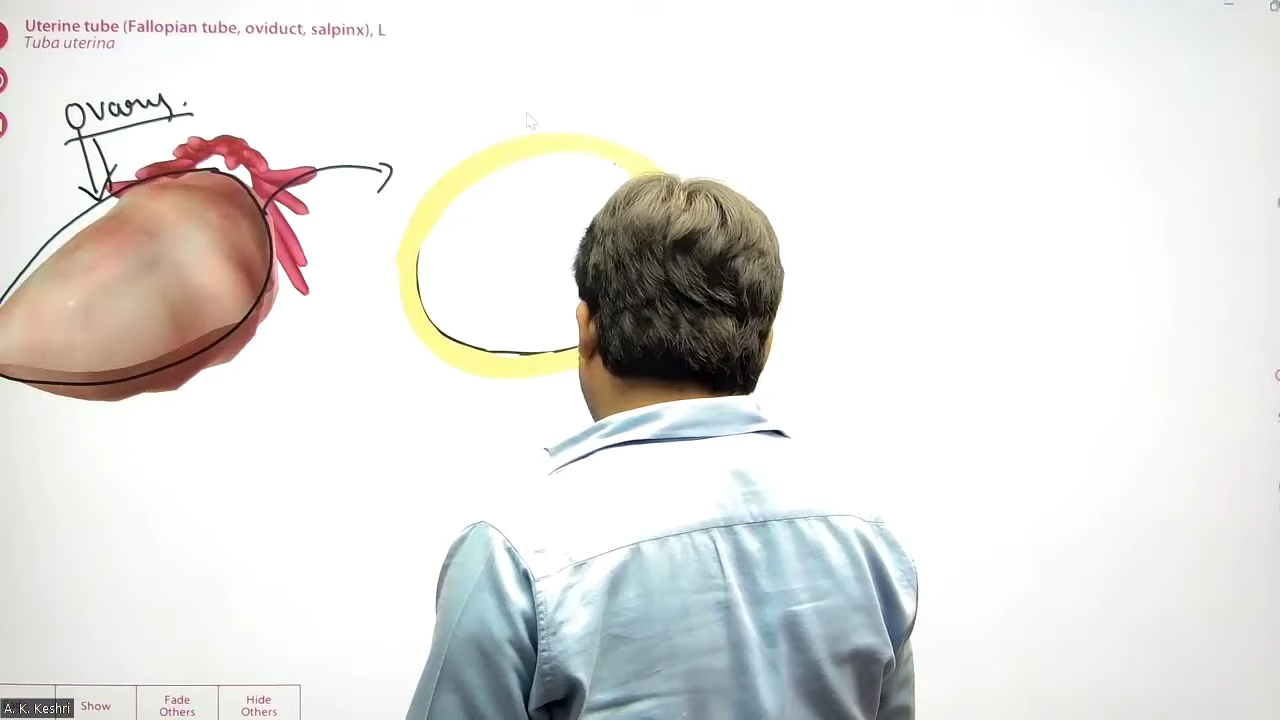 Uterine tube (Fallopian tube, oviduct, salpinx), L
Tuba uterina
Ovary.
A. K. Keshri
Show
Fade Others
Hide Others